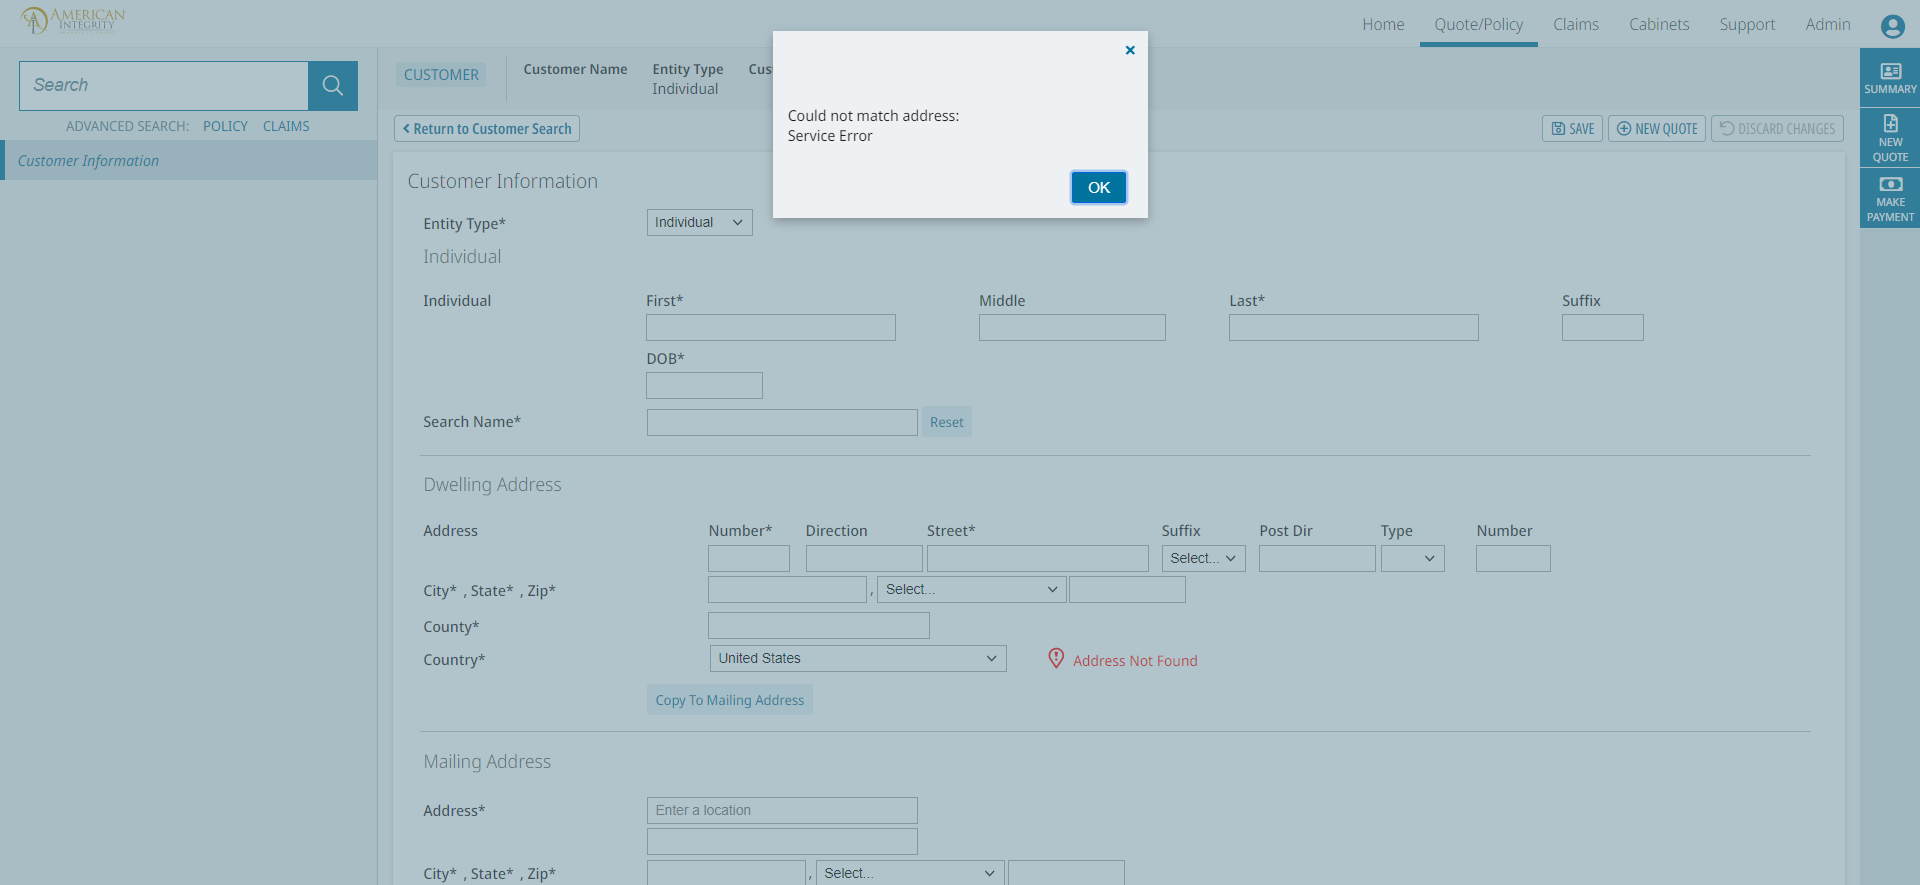 AMERICAN
INTEGRITY
Home Quote/Policy Claims Cabinets Support Admin
Search
ADVANCED SEARCH: POLICY CLAIMS
Customer Information
CUSTOMER
Customer Name Entity Type Cus
Individual
Return to Customer Search
SAVE NEW QUOTE DISCARD CHANGES
Could not match address:
Service Error
OK
SUMMARY
NEW
QUOTE
MAKE
PAYMENT
Customer Information
Entity Type* Individual
Individual
Individual First* Middle Last* Suffix
DOB*
Search Name* Reset
Dwelling Address
Address Number* Direction Street* Suffix Post Dir Type Number
Select...
City* , State* , Zip* , Select...
County*
Country* United States Address Not Found
Copy To Mailing Address
Mailing Address
Address* Enter a location
City* , State* , Zip* , Select...